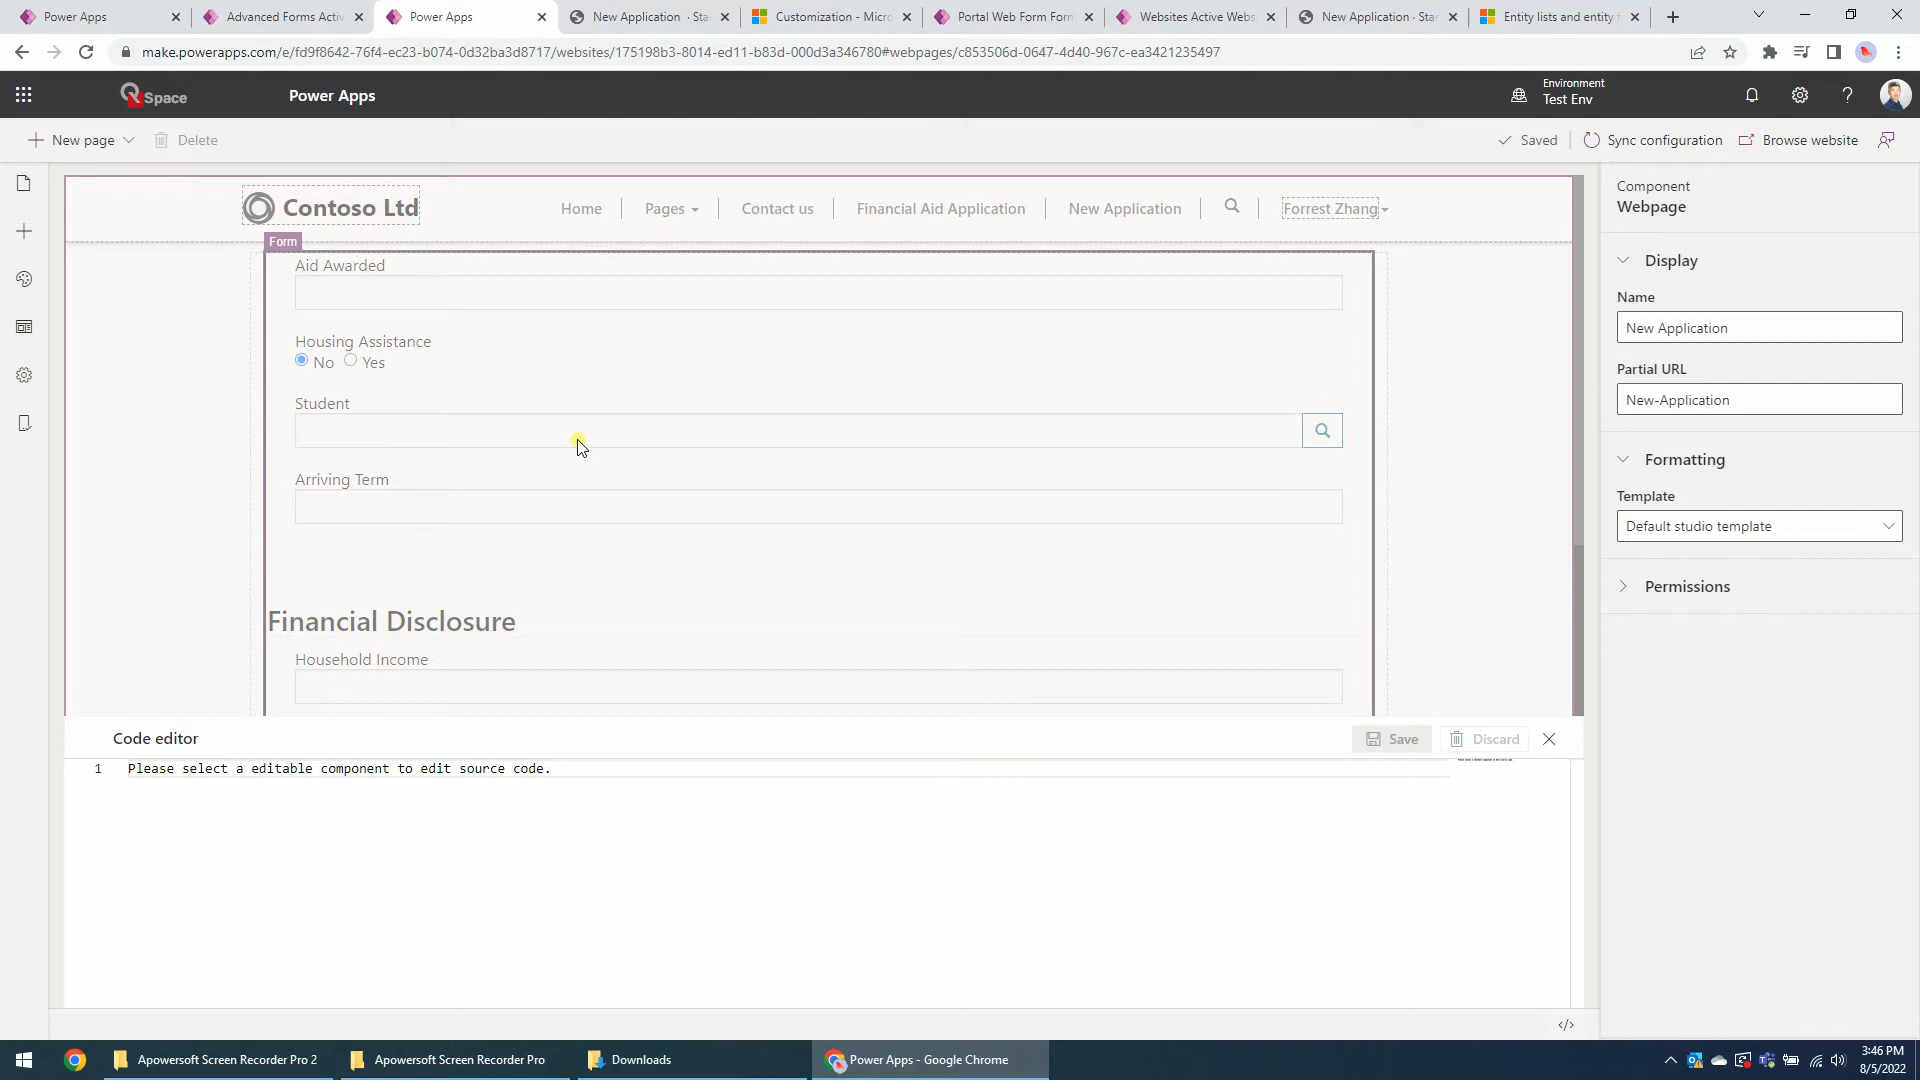 Power Apps
Advanced Forms Activ
Power Apps
New Application · Sta
Customization - Micro
Portal Web Form Form
Websites Active Webs
New Application · Star
Entity lists and entity f
make.powerapps.com/e/fd9f8642-76f4-ec23-b074-0d32ba3d8717/websites/175198b3-8014-ed11-b83d-000d3a346780#webpages/c853506d-0647-4d40-967c-ea3421235497
Space
Power Apps
Environment
Test Env
New page
Delete
Saved
Sync configuration
Browse website
Contoso Ltd
Home
Pages
Contact us
Financial Aid Application
New Application
Forrest Zhang
Form
Aid Awarded
Housing Assistance
No Yes
Student
Arriving Term
Financial Disclosure
Household Income
Component
Webpage
Display
Name
New Application
Partial URL
New-Application
Formatting
Template
Default studio template
Permissions
Code editor
Save
Discard
1 Please select a editable component to edit source code.
</>
Apowersoft Screen Recorder Pro 2
Apowersoft Screen Recorder Pro
Downloads
Power Apps - Google Chrome
3:46 PM
8/5/2022